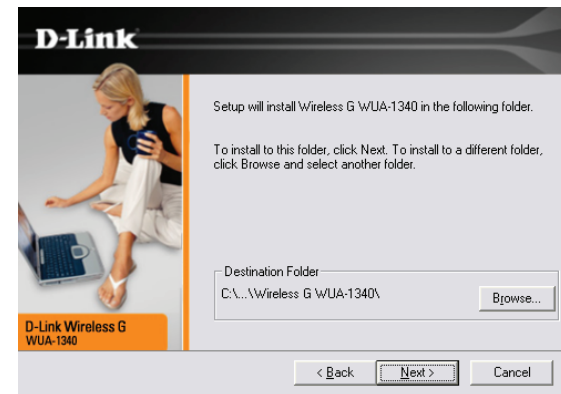 D-Link
Setup will install Wireless G WUA-1340 in the following folder.
To install to this folder, click Next. To install to a different folder,
click Browse and select another folder.
Destination Folder
C:\...\Wireless G WUA-1340\
Browse...
D-Link Wireless G
WUA-1340
< Back
Next >
Cancel